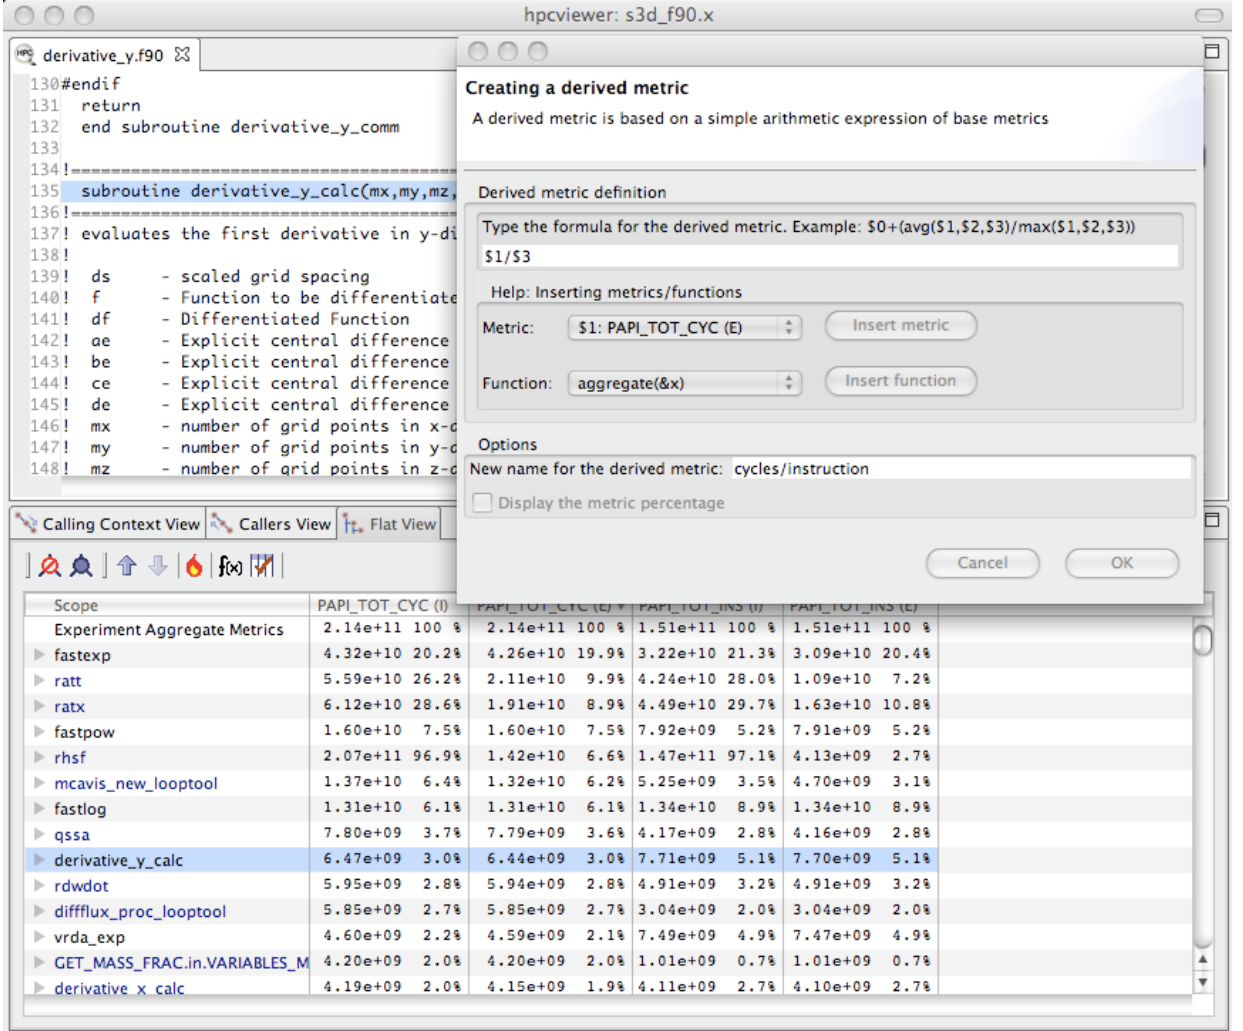 hpcviewer: s3d_f90.x
derivative_y.f90
130#endif
131 return
132 end subroutine derivative_y_comm
133
134!=============================================
135 subroutine derivative_y_calc(mx,my,mz,
136!=============================================
137! evaluates the first derivative in y-di
138!
139! ds - scaled grid spacing
140! f - Function to be differentiate
141! df - Differentiated Function
142! ae - Explicit central difference
143! be - Explicit central difference
144! ce - Explicit central difference
145! de - Explicit central difference
146! mx - number of grid points in x-d
147! my - number of grid points in y-d
148! mz - number of grid points in z-d
Creating a derived metric
A derived metric is based on a simple arithmetic expression of base metrics
Derived metric definition
Type the formula for the derived metric. Example: $0+(avg($1,$2,$3)/max($1,$2,$3))
$1/$3
Help: Inserting metrics/functions
Metric: $1: PAPI_TOT_CYC (E) Insert metric
Function: aggregate(&x) Insert function
Options
New name for the derived metric: cycles/instruction
Display the metric percentage
Cancel OK
Calling Context View Callers View Flat View
f(x)
Scope PAPI_TOT_CYC (I) PAPI_TOT_CYC (E) PAPI_TOT_INS (I) PAPI_TOT_INS (E)
Experiment Aggregate Metrics 2.14e+11 100 % 2.14e+11 100 % 1.51e+11 100 % 1.51e+11 100 %
fastexp 4.32e+10 20.2% 4.26e+10 19.9% 3.22e+10 21.3% 3.09e+10 20.4%
ratt 5.59e+10 26.2% 2.11e+10 9.9% 4.24e+10 28.0% 1.09e+10 7.2%
ratx 6.12e+10 28.6% 1.91e+10 8.9% 4.49e+10 29.7% 1.63e+10 10.8%
fastpow 1.60e+10 7.5% 1.60e+10 7.5% 7.92e+09 5.2% 7.91e+09 5.2%
rhsf 2.07e+11 96.9% 1.42e+10 6.6% 1.47e+11 97.1% 4.13e+09 2.7%
mcavis_new_looptool 1.37e+10 6.4% 1.32e+10 6.2% 5.25e+09 3.5% 4.70e+09 3.1%
fastlog 1.31e+10 6.1% 1.31e+10 6.1% 1.34e+10 8.9% 1.34e+10 8.9%
qssa 7.80e+09 3.7% 7.79e+09 3.6% 4.17e+09 2.8% 4.16e+09 2.8%
derivative_y_calc 6.47e+09 3.0% 6.44e+09 3.0% 7.71e+09 5.1% 7.70e+09 5.1%
rdwdot 5.95e+09 2.8% 5.94e+09 2.8% 4.91e+09 3.2% 4.91e+09 3.2%
diffflux_proc_looptool 5.85e+09 2.7% 5.85e+09 2.7% 3.04e+09 2.0% 3.04e+09 2.0%
vrda_exp 4.60e+09 2.2% 4.59e+09 2.1% 7.49e+09 4.9% 7.47e+09 4.9%
GET_MASS_FRAC.in.VARIABLES_M 4.20e+09 2.0% 4.20e+09 2.0% 1.01e+09 0.7% 1.01e+09 0.7%
derivative_x_calc 4.19e+09 2.0% 4.15e+09 1.9% 4.11e+09 2.7% 4.10e+09 2.7%